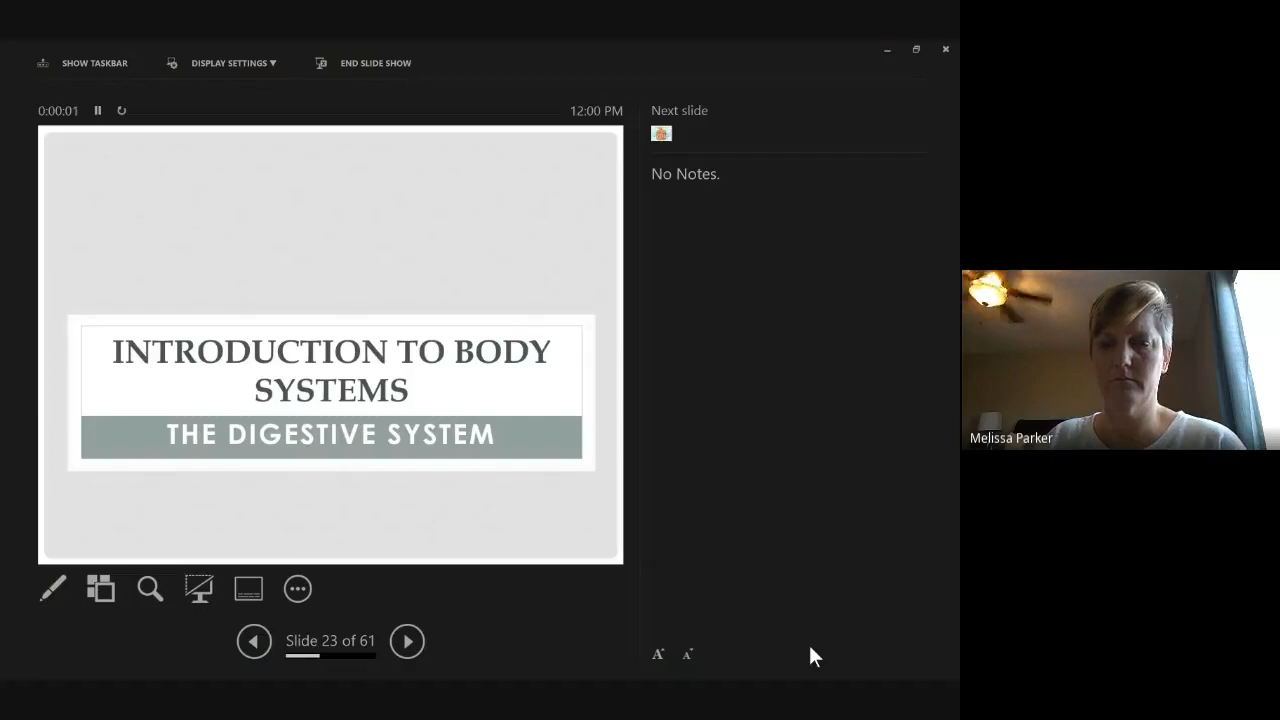 SHOW TASKBAR
DISPLAY SETTINGS ▼
END SLIDE SHOW
0:00:01
12:00 PM
Next slide
No Notes.
INTRODUCTION TO BODY
SYSTEMS
THE DIGESTIVE SYSTEM
Slide 23 of 61
A
A
Melissa Parker